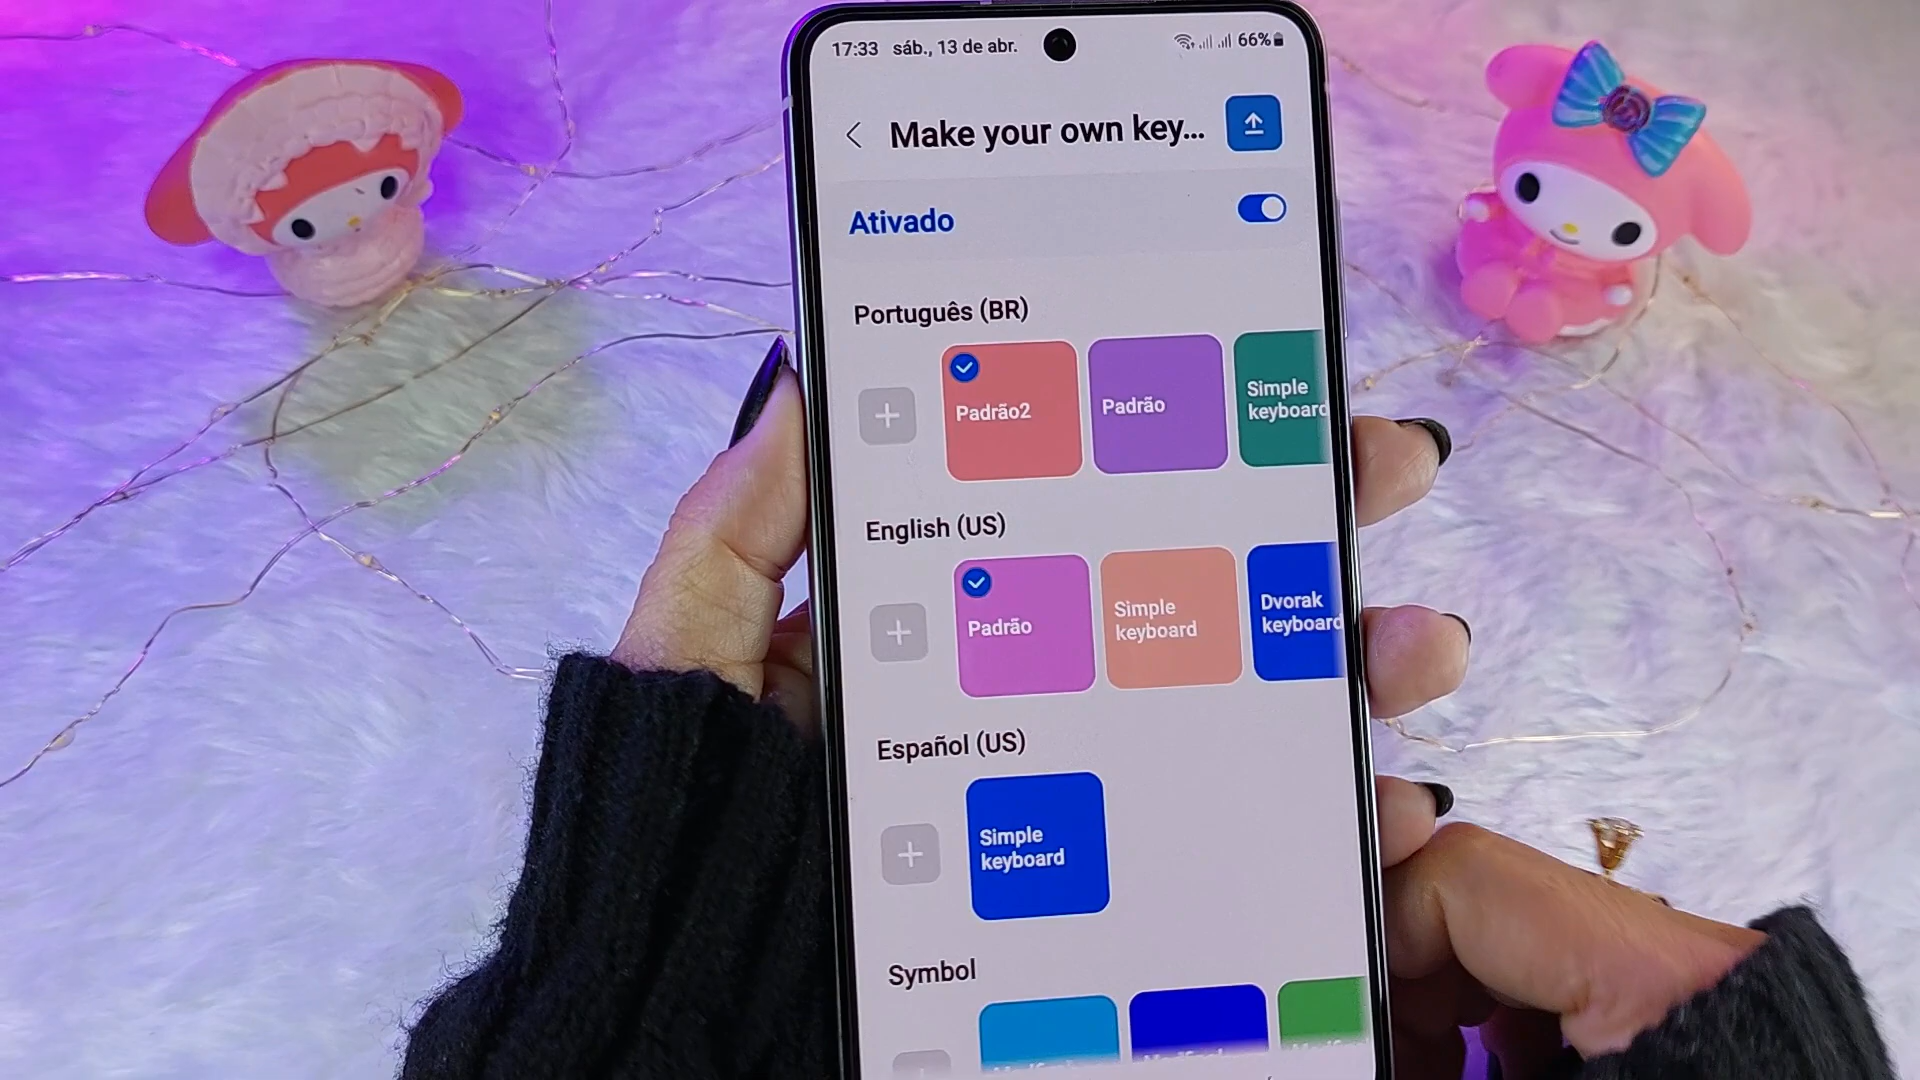 17:33 sáb., 13 de abr. 66%
Make your own key...
Ativado
Português (BR)
Padrão2
Padrão
Simple
keyboard
English (US)
Padrão
Simple
keyboard
Dvorak
keyboard
Español (US)
Simple
keyboard
Symbol